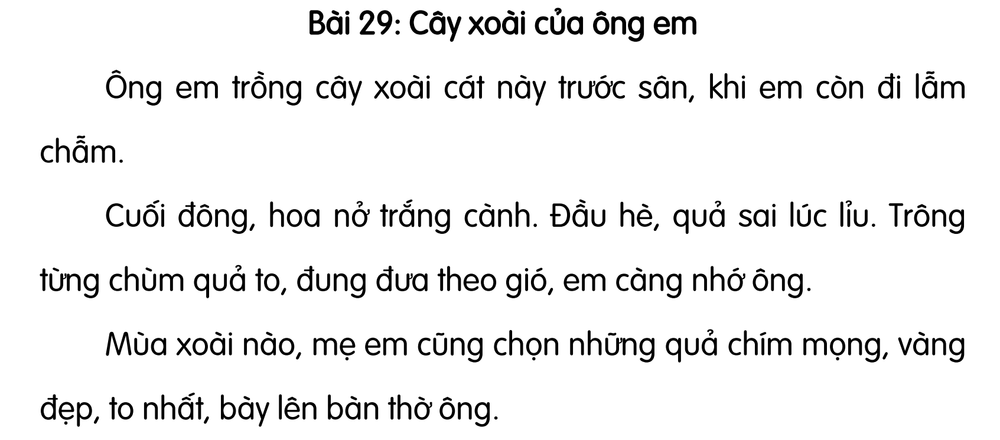 Bài 29: Cây xoài của ông em
Ông em trồng cây xoài cát này trước sân, khi em còn đi lẫm
chẫm.
Cuối đông, hoa nở trắng cành. Đầu hè, quả sai lúc lỉu. Trông
từng chùm quả to, đung đưa theo gió, em càng nhớ ông.
Mùa xoài nào, mẹ em cũng chọn những quả chím mọng, vàng
đẹp, to nhất, bày lên bàn thờ ông.